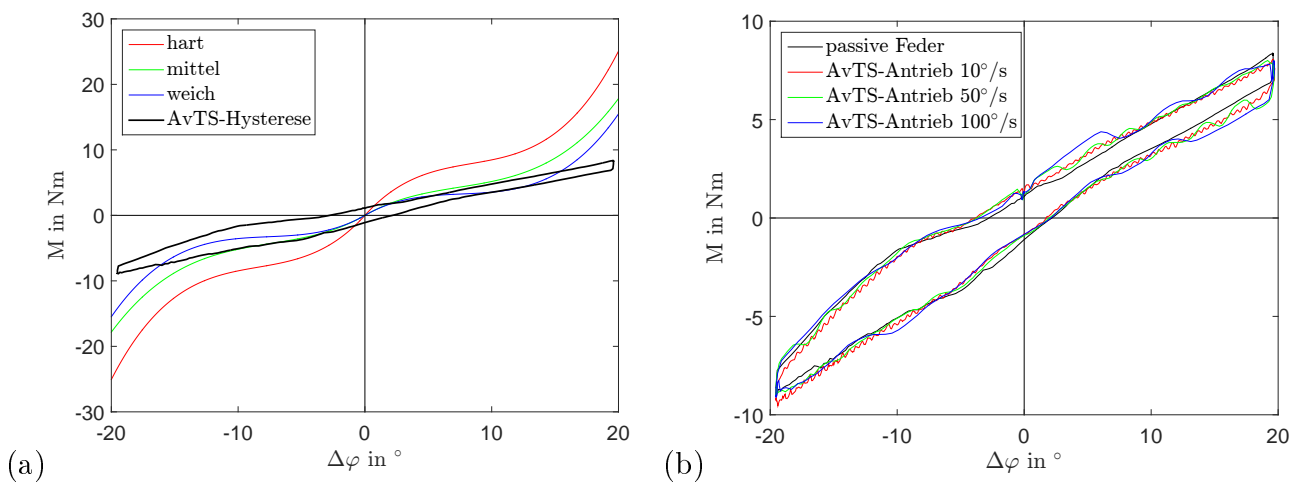 30
20
10
0
-10
-20
-30
M in Nm
hart
mittel
weich
AvTS-Hysterese
-20 -10 0 10 20
Δφ in °
(a)
10
5
0
-5
-10
M in Nm
passive Feder
AvTS-Antrieb 10°/s
AvTS-Antrieb 50°/s
AvTS-Antrieb 100°/s
-20 -10 0 10 20
Δφ in °
(b)